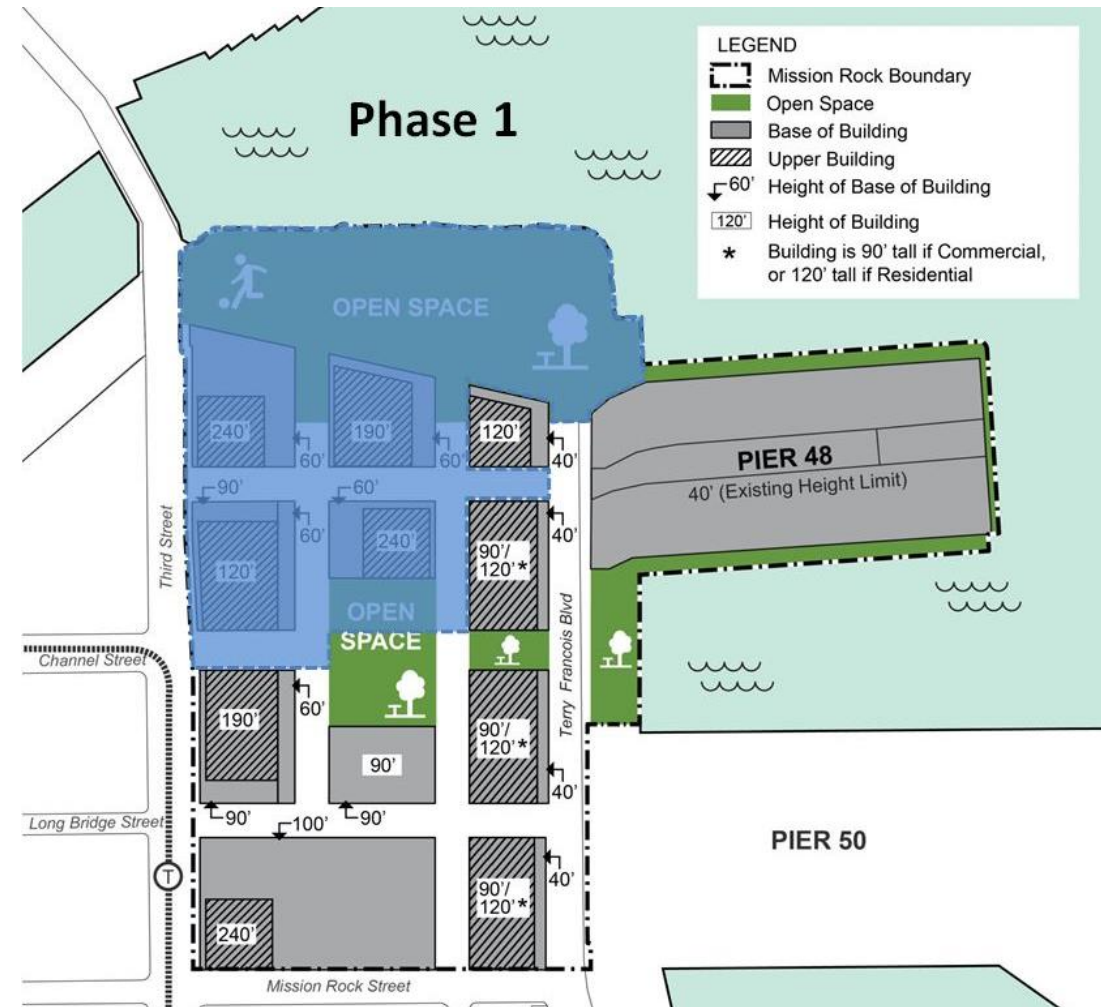 LEGEND
Mission Rock Boundary
Open Space
Base of Building
Upper Building
60' Height of Base of Building
120' Height of Building
* Building is 90' tall if Commercial,
or 120' tall if Residential
Phase 1
OPEN SPACE
240'
60'
190'
60'
120'
40'
PIER 48
40' (Existing Height Limit)
90'
60'
60'
120'
240'
90'/
120'*
40'
Third Street
Terry Francois Blvd
OPEN
SPACE
Channel Street
190'
60'
90'
90'/
120'*
40'
Long Bridge Street
90'
100'
90'
PIER 50
T
240'
90'/
120'*
40'
Mission Rock Street